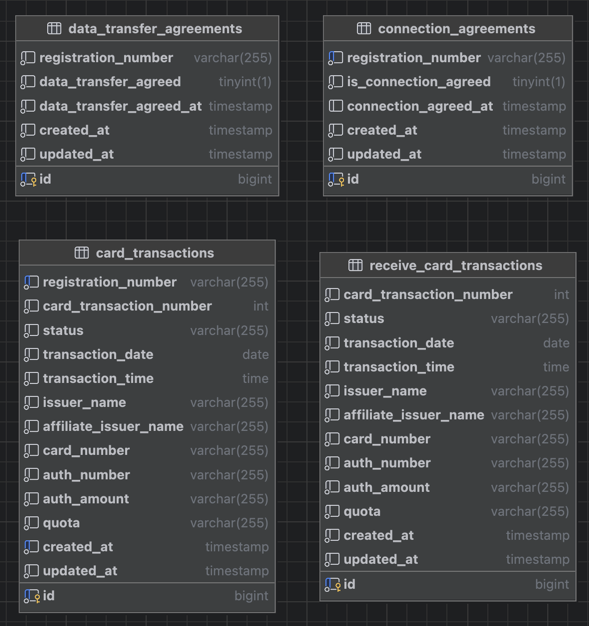 data_transfer_agreements
registration_number varchar(255)
data_transfer_agreed tinyint(1)
data_transfer_agreed_at timestamp
created_at timestamp
updated_at timestamp
id bigint
connection_agreements
registration_number varchar(255)
is_connection_agreed tinyint(1)
connection_agreed_at timestamp
created_at timestamp
updated_at timestamp
id bigint
card_transactions
registration_number varchar(255)
card_transaction_number int
status varchar(255)
transaction_date date
transaction_time time
issuer_name varchar(255)
affiliate_issuer_name varchar(255)
card_number varchar(255)
auth_number varchar(255)
auth_amount varchar(255)
quota varchar(255)
created_at timestamp
updated_at timestamp
id bigint
receive_card_transactions
card_transaction_number int
status varchar(255)
transaction_date date
transaction_time time
issuer_name varchar(255)
affiliate_issuer_name varchar(255)
card_number varchar(255)
auth_number varchar(255)
auth_amount varchar(255)
quota varchar(255)
created_at timestamp
updated_at timestamp
id bigint